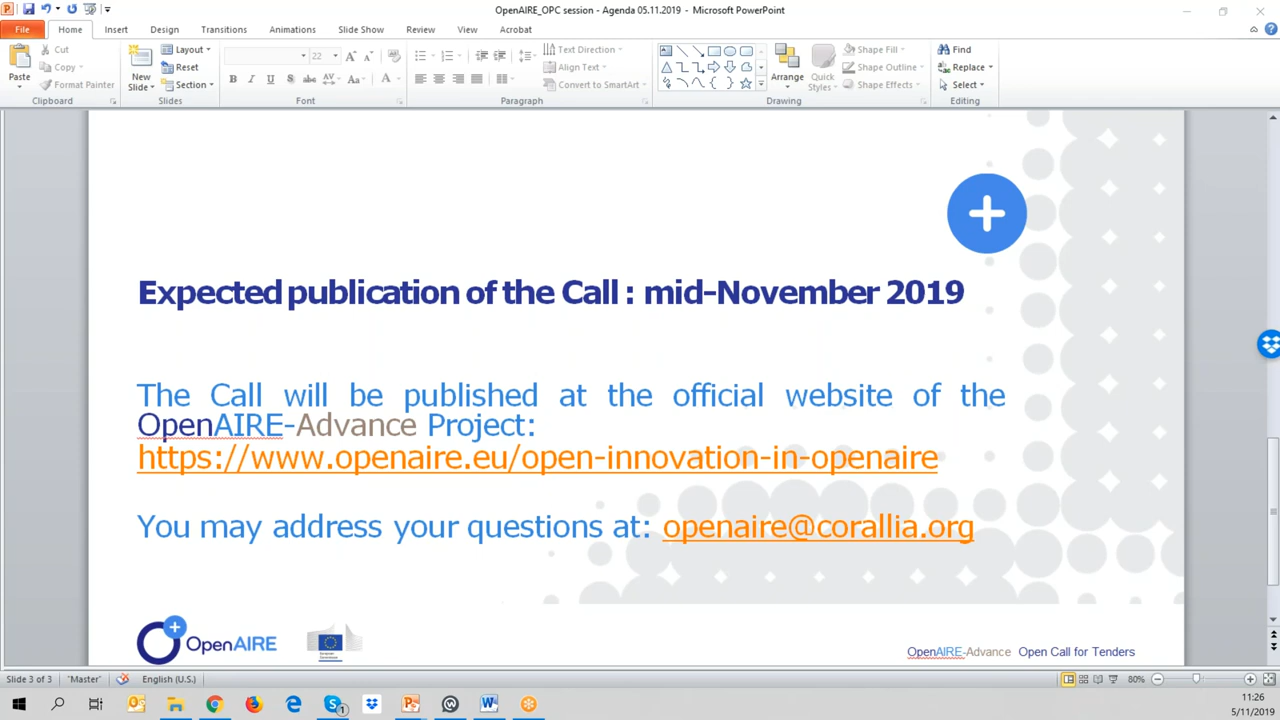 OpenAIRE_OPC session - Agenda 05.11.2019 - Microsoft PowerPoint
File Home Insert Design Transitions Animations Slide Show Review View Acrobat
Paste
Cut
Copy
Format Painter
Clipboard
New Slide
Layout
Reset
Section
Slides
22
B I U S abc AV Aa A
Font
Text Direction
Align Text
Convert to SmartArt
Paragraph
Arrange
Quick Styles
Shape Fill
Shape Outline
Shape Effects
Drawing
Find
Replace
Select
Editing
Expected publication of the Call : mid-November 2019
The Call will be published at the official website of the
OpenAIRE-Advance Project:
https://www.openaire.eu/open-innovation-in-openaire
You may address your questions at: openaire@corallia.org
OpenAIRE
OpenAIRE-Advance Open Call for Tenders
Slide 3 of 3 "Master" English (U.S.) 80%
11:26
5/11/2019